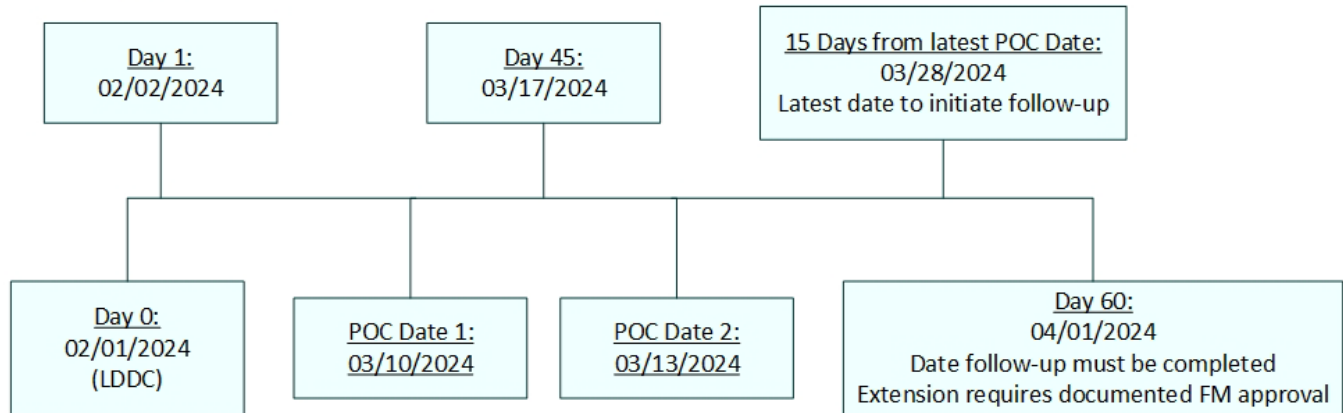 Day 1:
02/02/2024
Day 45:
03/17/2024
15 Days from latest POC Date:
03/28/2024
Latest date to initiate follow-up
Day 0:
02/01/2024
(LDDC)
POC Date 1:
03/10/2024
POC Date 2:
03/13/2024
Day 60:
04/01/2024
Date follow-up must be completed
Extension requires documented FM approval